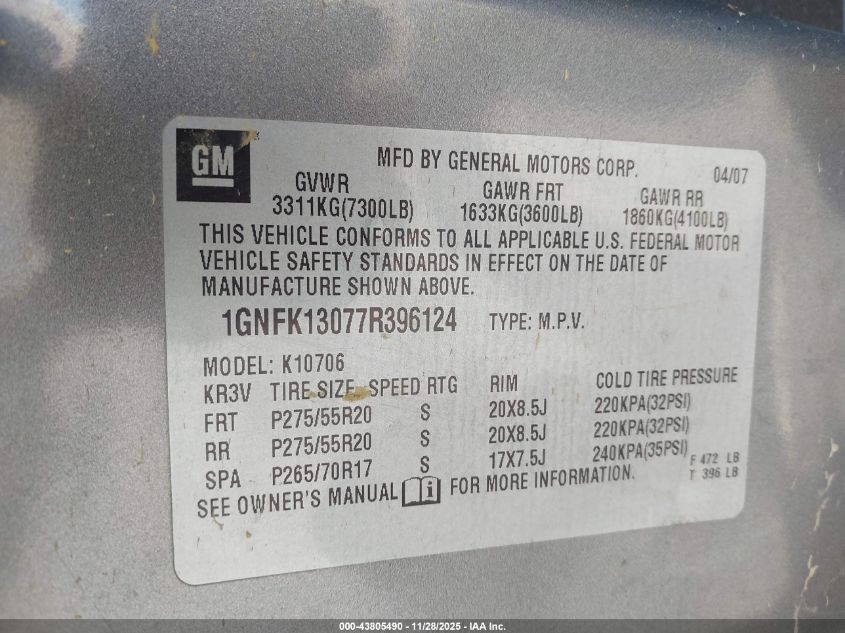 GM
MFD BY GENERAL MOTORS CORP. 04/07
GVWR GAWR FRT GAWR RR
3311KG(7300LB) 1633KG(3600LB) 1860KG(4100LB)
THIS VEHICLE CONFORMS TO ALL APPLICABLE U.S. FEDERAL MOTOR
VEHICLE SAFETY STANDARDS IN EFFECT ON THE DATE OF
MANUFACTURE SHOWN ABOVE.
1GNFK13077R396124 TYPE: M.P.V.
MODEL: K10706
KR3V TIRE SIZE SPEED RTG RIM COLD TIRE PRESSURE
FRT P275/55R20 S 20X8.5J 220KPA(32PSI)
RR P275/55R20 S 20X8.5J 220KPA(32PSI)
SPA P265/70R17 S 17X7.5J 240KPA(35PSI) F 472 LB
T 396 LB
SEE OWNER'S MANUAL i FOR MORE INFORMATION.
000-43805490 - 11/28/2025 - IAA Inc.